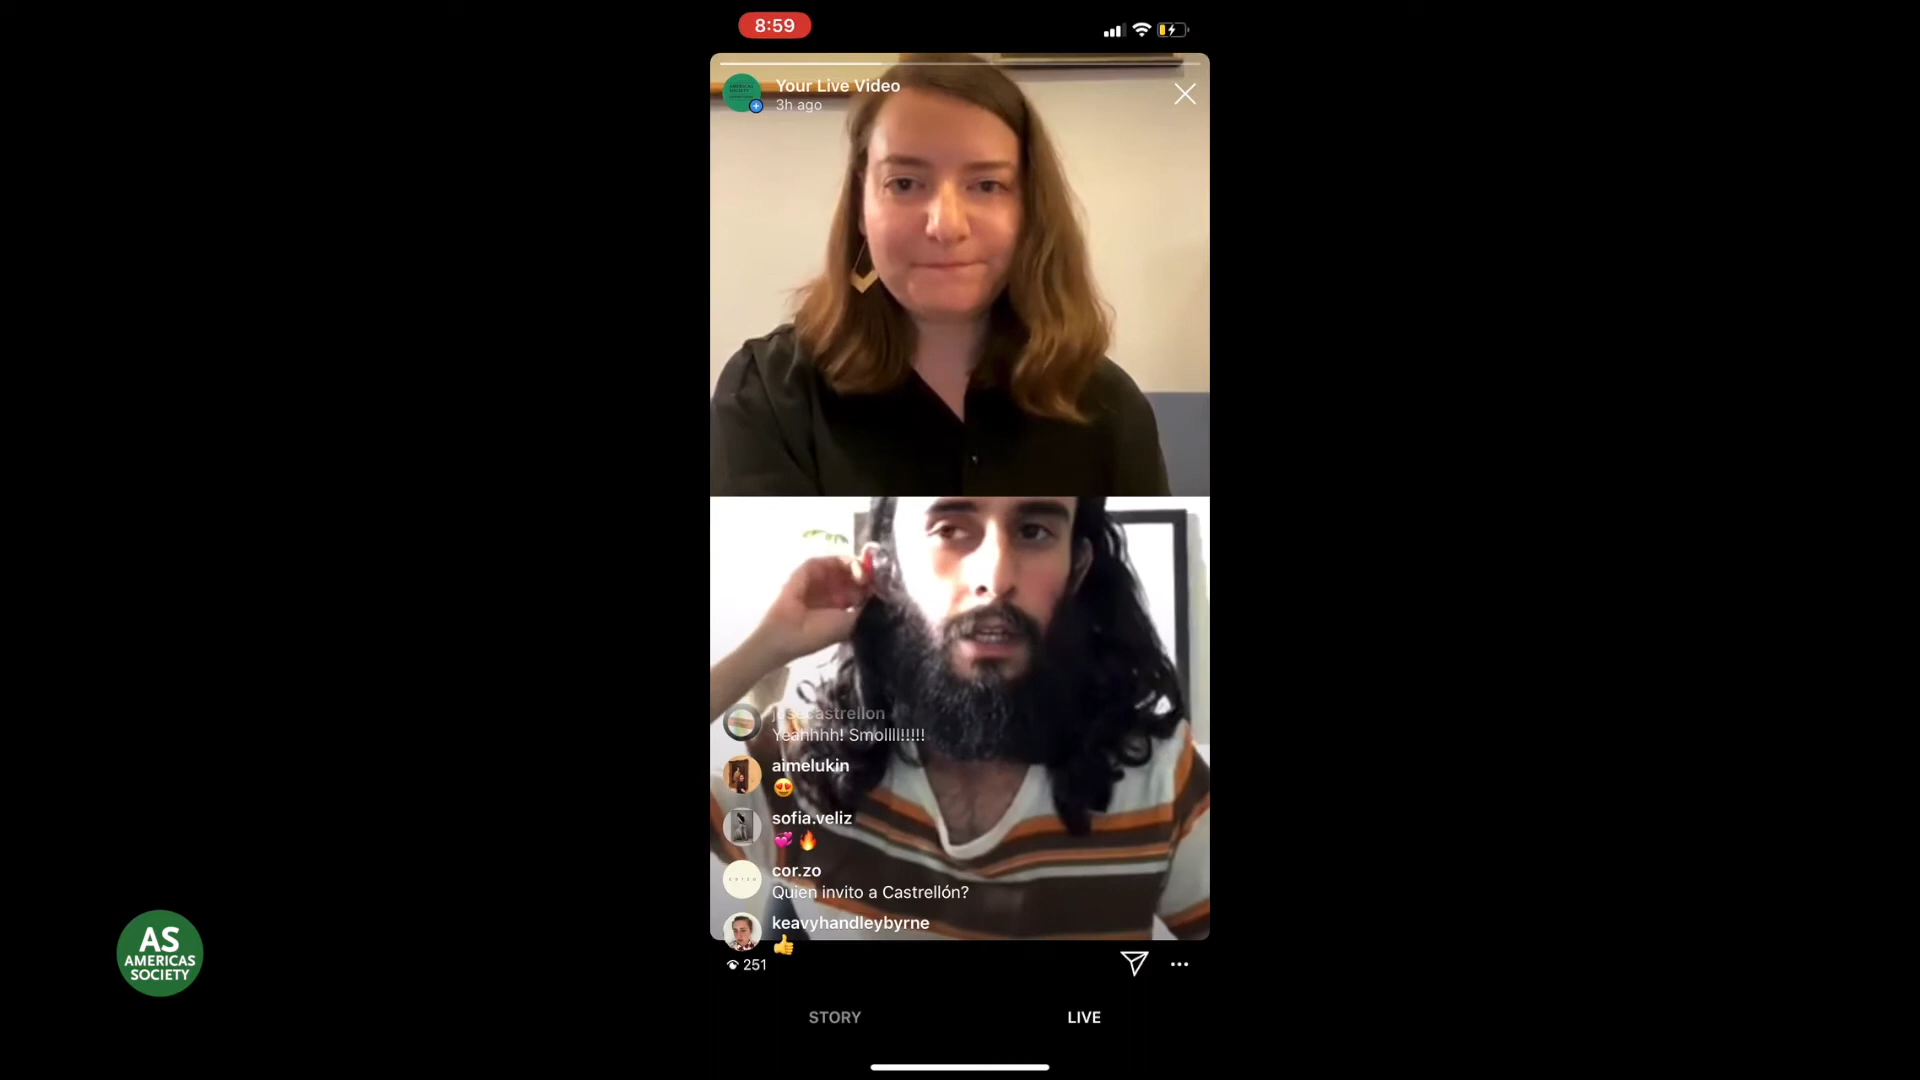 8:59
Your Live Video
3h ago
josecastrellon
Yeahhhh! Smollll!!!!!
aimelukin
😍
sofia.veliz
💞 🔥
cor.zo
Quien invito a Castrellón?
keavyhandleybyrne
👍
251
STORY
LIVE
AS
AMERICAS
SOCIETY